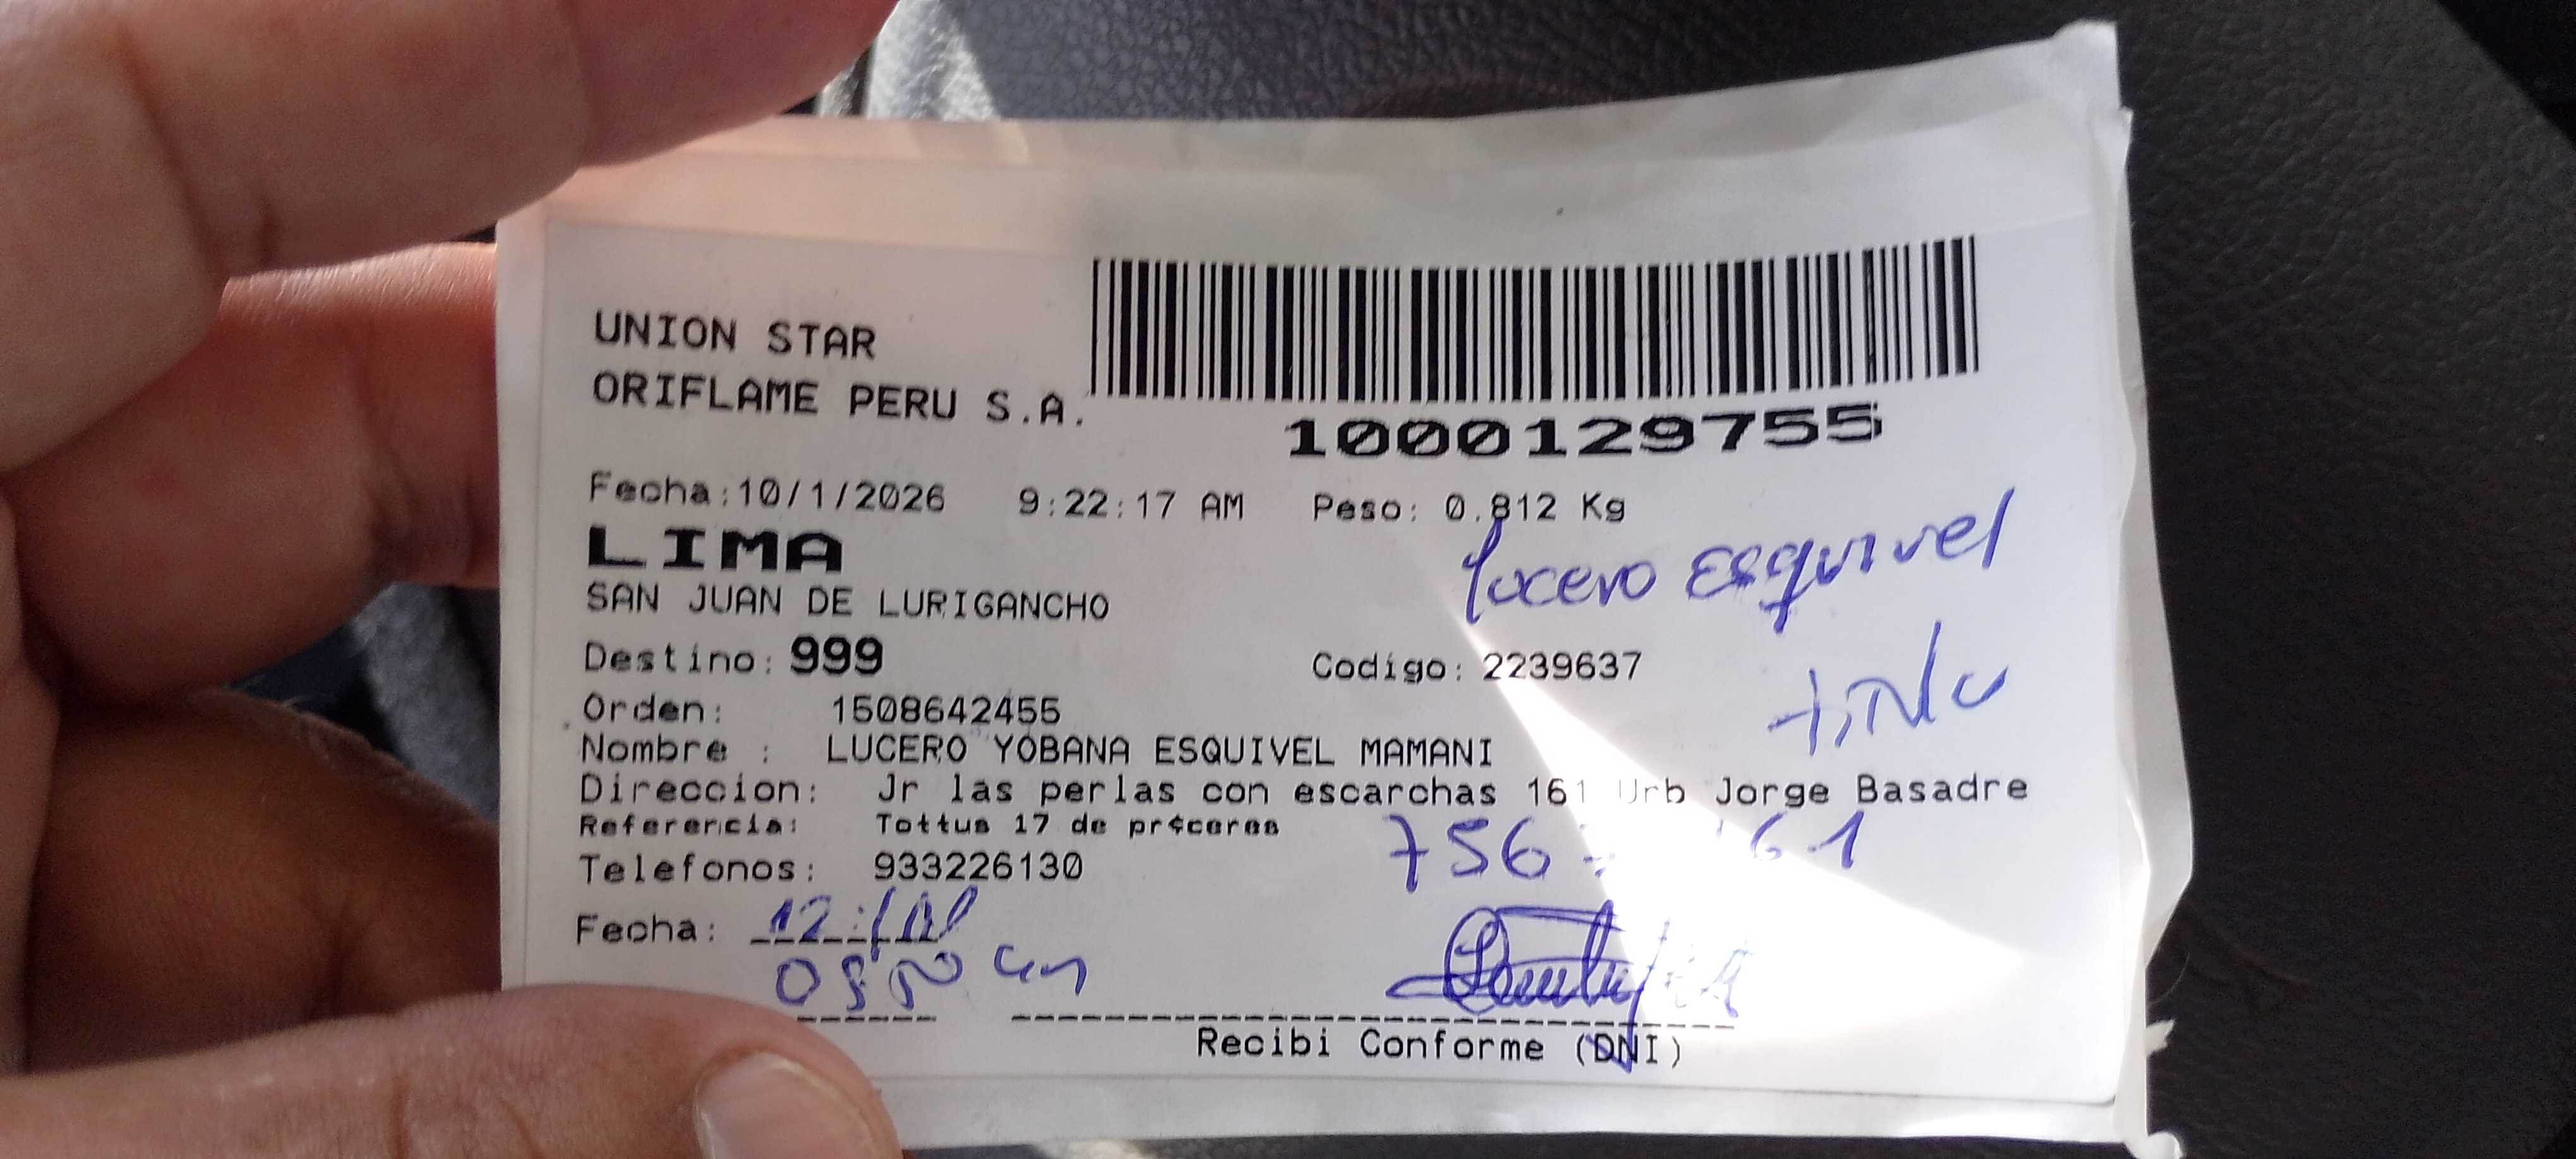 UNION STAR
ORIFLAME PERU S.A.
1000129755
Fecha:10/1/2026 9:22:17 AM Peso: 0.812 Kg
LIMA
lucero esquivel
SAN JUAN DE LURIGANCHO
Destino: 999 Codigo: 2239637
Orden: 1508642455
Nombre : LUCERO YOBANA ESQUIVEL MAMANI
Direccion: Jr las perlas con escarchas 161 Urb Jorge Basadre
Referencia: Tottus 17 de pr¢ceres
Telefonos: 933226130
Fecha: 12
Recibi Conforme (DNI)